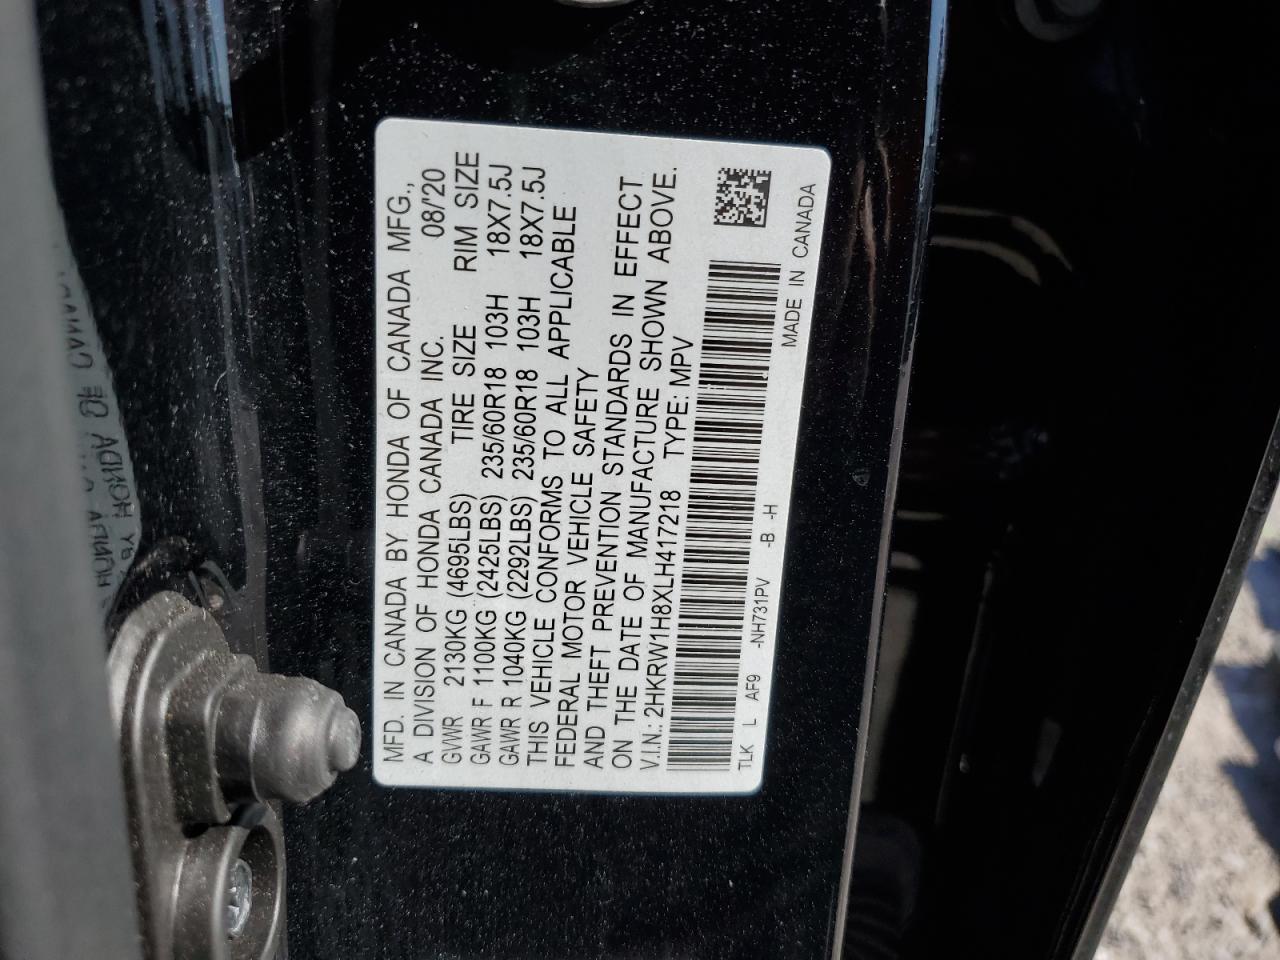 MFD. IN CANADA BY HONDA OF CANADA MFG.,
A DIVISION OF HONDA CANADA INC. 08/'20
GVWR 2130KG (4695LBS) TIRE SIZE RIM SIZE
GAWR F 1100KG (2425LBS) 235/60R18 103H 18X7.5J
GAWR R 1040KG (2292LBS) 235/60R18 103H 18X7.5J
THIS VEHICLE CONFORMS TO ALL APPLICABLE
FEDERAL MOTOR VEHICLE SAFETY
AND THEFT PREVENTION STANDARDS IN EFFECT
ON THE DATE OF MANUFACTURE SHOWN ABOVE.
V.I.N.: 2HKRW1H8XLH417218 TYPE: MPV
TLK L AF9 -NH731PV -B -H
MADE IN CANADA